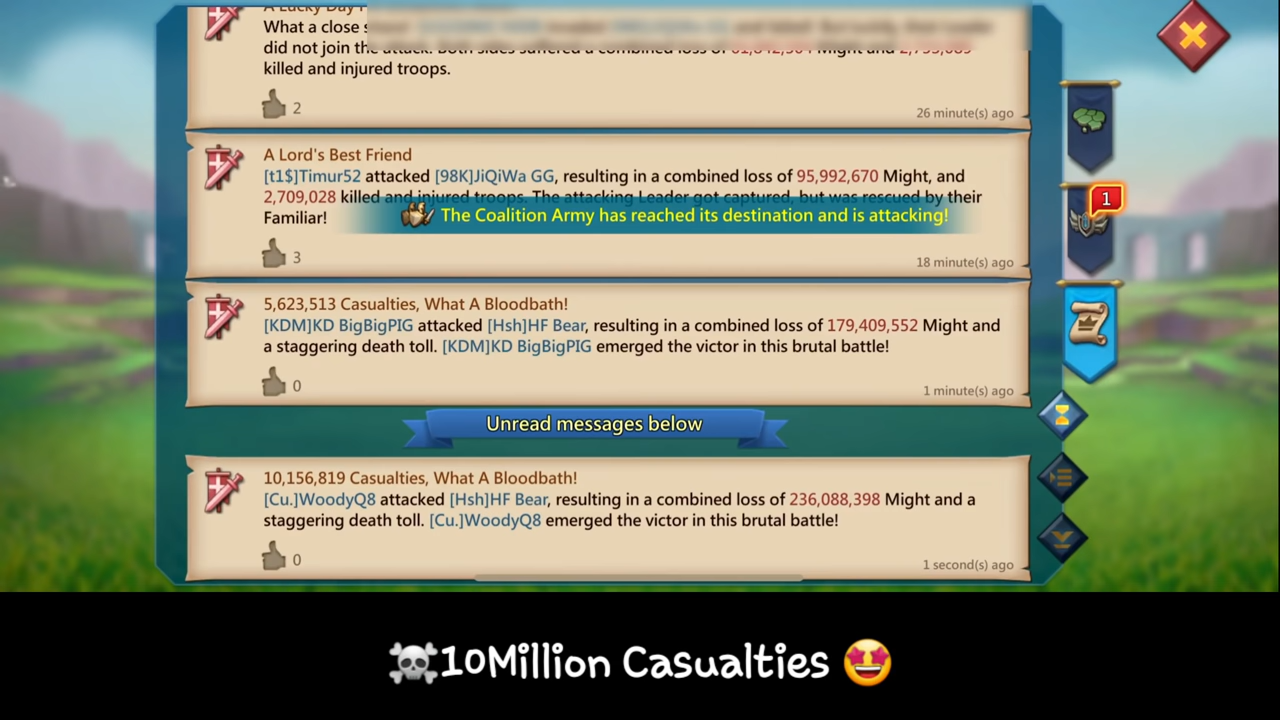 A Lucky Day
What a close
did not join the attack. Both sides suffered a combined loss of Might and
killed and injured troops.
2
26 minute(s) ago
A Lord's Best Friend
[t1$]Timur52 attacked [98K]JiQiWa GG, resulting in a combined loss of 95,992,670 Might, and
2,709,028 killed and injured troops. The attacking Leader got captured, but was rescued by their
Familiar!
The Coalition Army has reached its destination and is attacking!
3
18 minute(s) ago
1
5,623,513 Casualties, What A Bloodbath!
[KDM]KD BigBigPIG attacked [Hsh]HF Bear, resulting in a combined loss of 179,409,552 Might and
a staggering death toll. [KDM]KD BigBigPIG emerged the victor in this brutal battle!
0
1 minute(s) ago
Unread messages below
10,156,819 Casualties, What A Bloodbath!
[Cu.]WoodyQ8 attacked [Hsh]HF Bear, resulting in a combined loss of 236,088,398 Might and a
staggering death toll. [Cu.]WoodyQ8 emerged the victor in this brutal battle!
0
1 second(s) ago
☠️10Million Casualties 🤩